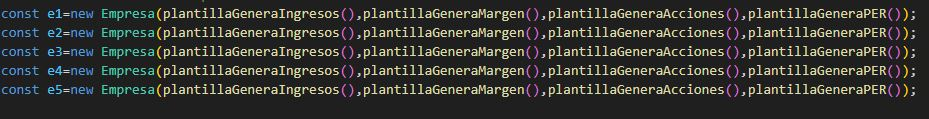 const e1=new Empresa(plantillaGeneraIngresos(),plantillaGeneraMargen(),plantillaGeneraAcciones(),plantillaGeneraPER());
const e2=new Empresa(plantillaGeneraIngresos(),plantillaGeneraMargen(),plantillaGeneraAcciones(),plantillaGeneraPER());
const e3=new Empresa(plantillaGeneraIngresos(),plantillaGeneraMargen(),plantillaGeneraAcciones(),plantillaGeneraPER());
const e4=new Empresa(plantillaGeneraIngresos(),plantillaGeneraMargen(),plantillaGeneraAcciones(),plantillaGeneraPER());
const e5=new Empresa(plantillaGeneraIngresos(),plantillaGeneraMargen(),plantillaGeneraAcciones(),plantillaGeneraPER());